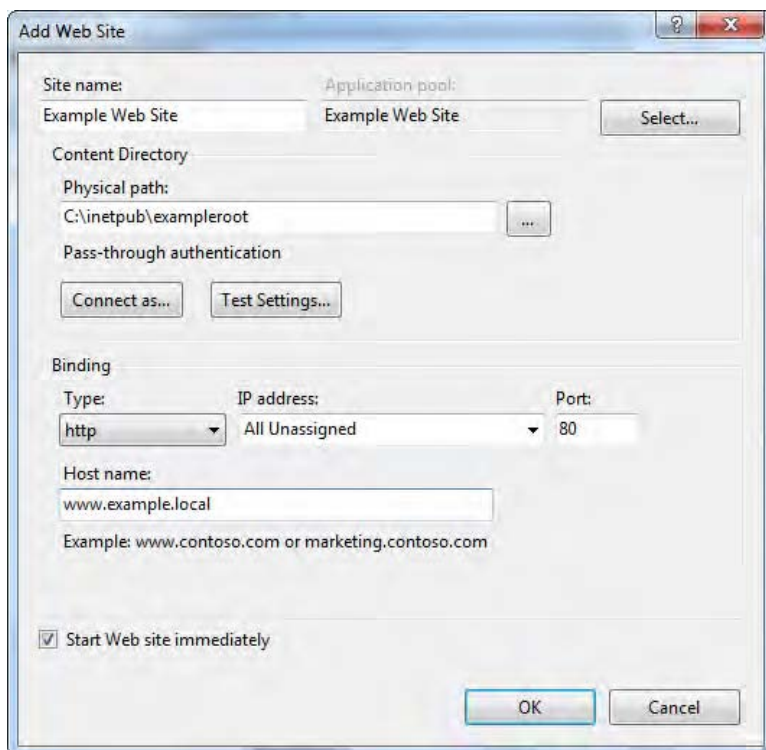 Add Web Site
?
X
Site name:
Application pool:
Example Web Site
Example Web Site
Select...
Content Directory
Physical path:
C:\inetpub\exampleroot
...
Pass-through authentication
Connect as...
Test Settings...
Binding
Type:
IP address:
Port:
http
All Unassigned
80
Host name:
www.example.local
Example: www.contoso.com or marketing.contoso.com
Start Web site immediately
OK
Cancel